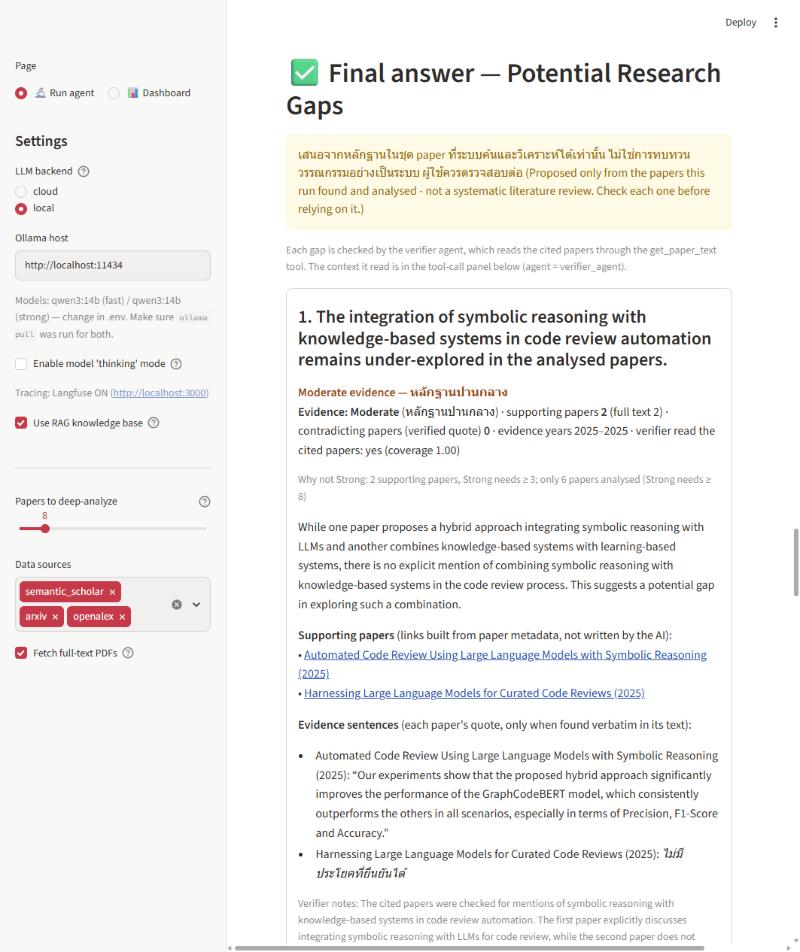 Deploy
Page
Run agent
Dashboard
Settings
LLM backend
cloud
local
Ollama host
http://localhost:11434
Models: qwen3:14b (fast) / qwen3:14b
(strong) — change in .env. Make sure ollama
pull was run for both.
Enable model 'thinking' mode
Tracing: Langfuse ON (http://localhost:3000)
Use RAG knowledge base
Papers to deep-analyze
8
Data sources
semantic_scholar ×
arxiv × openalex ×
Fetch full-text PDFs
Final answer — Potential Research
Gaps
เสนอจากหลักฐานในชุด paper ที่ระบบค้นและวิเคราะห์ได้เท่านั้น ไม่ใช่การทบทวน
วรรณกรรมอย่างเป็นระบบ ผู้ใช้ควรตรวจสอบต่อ (Proposed only from the papers this
run found and analysed - not a systematic literature review. Check each one before
relying on it.)
Each gap is checked by the verifier agent, which reads the cited papers through the get_paper_text
tool. The context it read is in the tool-call panel below (agent = verifier_agent).
1. The integration of symbolic reasoning with
knowledge-based systems in code review automation
remains under-explored in the analysed papers.
Moderate evidence — หลักฐานปานกลาง
Evidence: Moderate (หลักฐานปานกลาง) · supporting papers 2 (full text 2) ·
contradicting papers (verified quote) 0 · evidence years 2025–2025 · verifier read the
cited papers: yes (coverage 1.00)
Why not Strong: 2 supporting papers, Strong needs ≥ 3; only 6 papers analysed (Strong needs ≥
8)
While one paper proposes a hybrid approach integrating symbolic reasoning with
LLMs and another combines knowledge-based systems with learning-based
systems, there is no explicit mention of combining symbolic reasoning with
knowledge-based systems in the code review process. This suggests a potential gap
in exploring such a combination.
Supporting papers (links built from paper metadata, not written by the AI):
• Automated Code Review Using Large Language Models with Symbolic Reasoning
(2025)
• Harnessing Large Language Models for Curated Code Reviews (2025)
Evidence sentences (each paper's quote, only when found verbatim in its text):
• Automated Code Review Using Large Language Models with Symbolic Reasoning
(2025): “Our experiments show that the proposed hybrid approach significantly
improves the performance of the GraphCodeBERT model, which consistently
outperforms the others in all scenarios, especially in terms of Precision, F1-Score
and Accuracy.”
• Harnessing Large Language Models for Curated Code Reviews (2025): ไม่มี
ประโยคที่ยืนยันได้
Verifier notes: The cited papers were checked for mentions of symbolic reasoning with
knowledge-based systems in code review automation. The first paper explicitly discusses
integrating symbolic reasoning with LLMs for code review, while the second paper does not